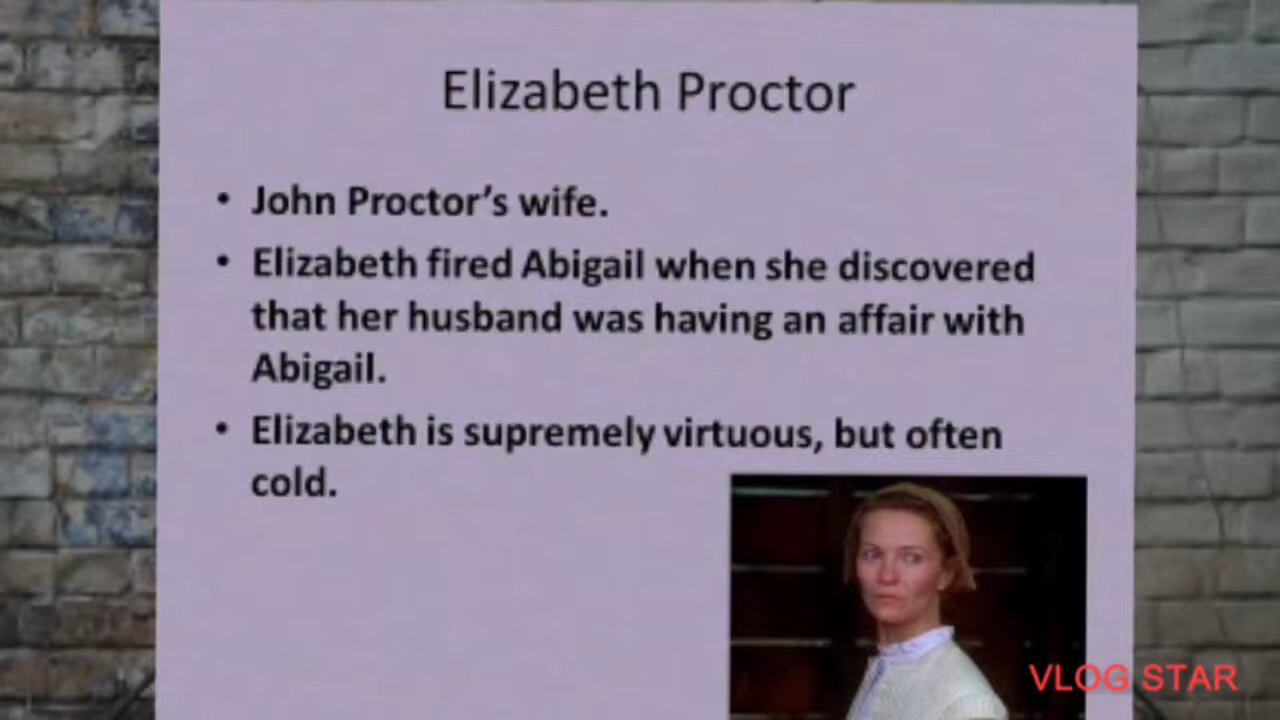 Elizabeth Proctor
• John Proctor's wife.
• Elizabeth fired Abigail when she discovered
that her husband was having an affair with
Abigail.
• Elizabeth is supremely virtuous, but often
cold.
VLOG STAR